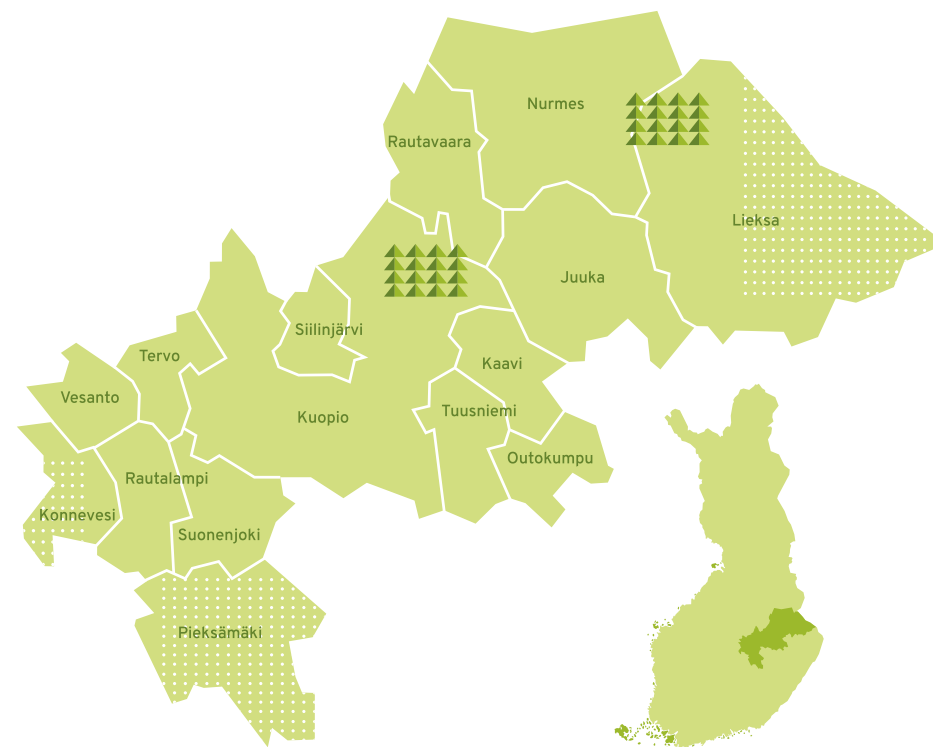 Nurmes
Rautavaara
Lieksa
Juuka
Siilinjärvi
Tervo
Kaavi
Vesanto
Tuusniemi
Kuopio
Outokumpu
Rautalampi
Konnevesi
Suonenjoki
Pieksämäki